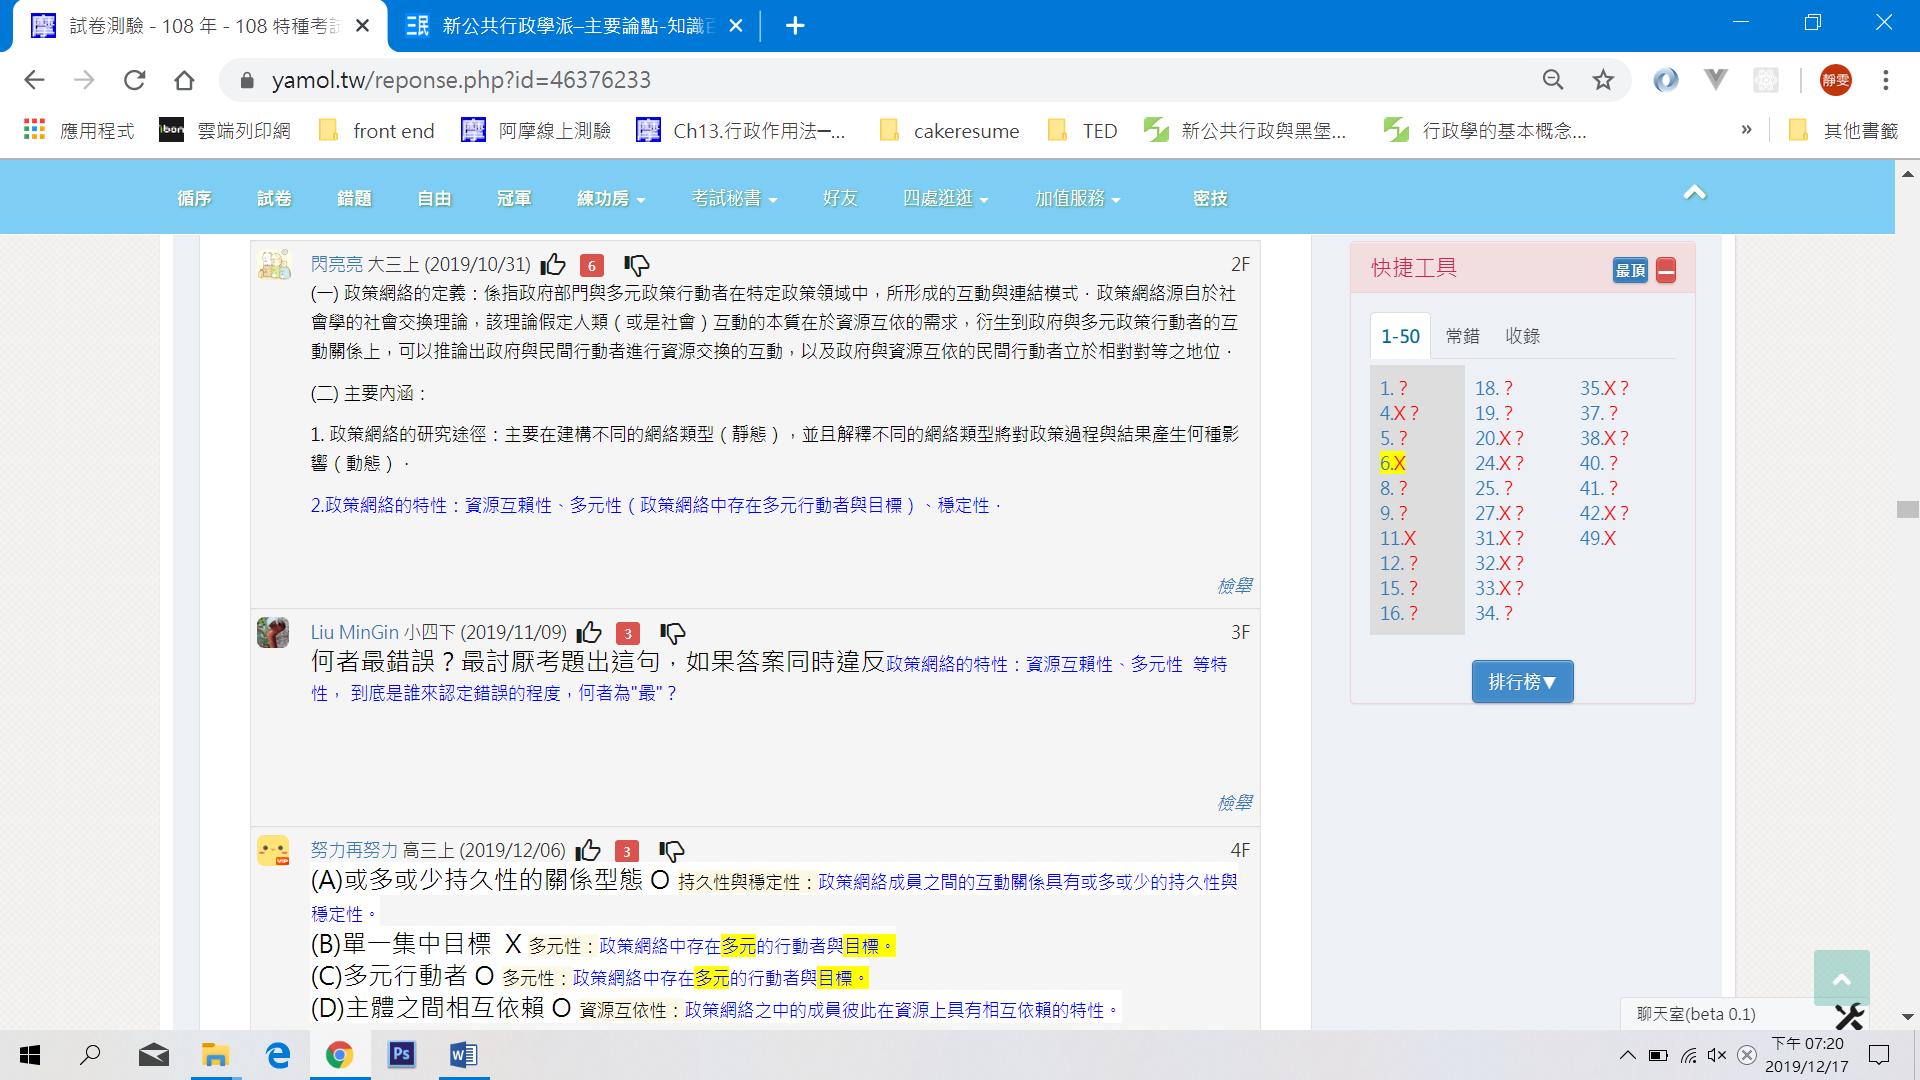 試卷測驗 - 108 年 - 108 特種考試
新公共行政學派–主要論點-知識
yamol.tw/reponse.php?id=46376233
靜雯
應用程式
ibon
雲端列印網
front end
阿摩線上測驗
Ch13.行政作用法─...
cakeresume
TED
新公共行政與黑堡...
行政學的基本概念...
»
其他書籤
循序
試卷
錯題
自由
冠軍
練功房
考試秘書
好友
四處逛逛
加值服務
密技
閃亮亮 大三上 (2019/10/31) 6 2F
(一) 政策網絡的定義：係指政府部門與多元政策行動者在特定政策領域中，所形成的互動與連結模式．政策網絡源自於社
會學的社會交換理論，該理論假定人類（或是社會）互動的本質在於資源互依的需求，衍生到政府與多元政策行動者的互
動關係上，可以推論出政府與民間行動者進行資源交換的互動，以及政府與資源互依的民間行動者立於相對對等之地位．
(二) 主要內涵：
1. 政策網絡的研究途徑：主要在建構不同的網絡類型（靜態），並且解釋不同的網絡類型將對政策過程與結果產生何種影
響（動態）．
2.政策網絡的特性：資源互賴性、多元性（政策網絡中存在多元行動者與目標）、穩定性．
檢舉
Liu MinGin 小四下 (2019/11/09) 3 3F
何者最錯誤？最討厭考題出這句，如果答案同時違反政策網絡的特性：資源互賴性、多元性 等特
性， 到底是誰來認定錯誤的程度，何者為"最"？
檢舉
VIP
努力再努力 高三上 (2019/12/06) 3 4F
(A)或多或少持久性的關係型態 O 持久性與穩定性：政策網絡成員之間的互動關係具有或多或少的持久性與
穩定性。
(B)單一集中目標 X 多元性：政策網絡中存在多元的行動者與目標。
(C)多元行動者 O 多元性：政策網絡中存在多元的行動者與目標。
(D)主體之間相互依賴 O 資源互依性：政策網絡之中的成員彼此在資源上具有相互依賴的特性。
快捷工具
最頂
1-50
常錯
收錄
1. ?
4.X ?
5. ?
6.X
8. ?
9. ?
11.X
12. ?
15. ?
16. ?
18. ?
19. ?
20.X ?
24.X ?
25. ?
27.X ?
31.X ?
32.X ?
33.X ?
34. ?
35.X ?
37. ?
38.X ?
40. ?
41. ?
42.X ?
49.X
排行榜▼
聊天室(beta 0.1)
Ps
下午 07:20
2019/12/17